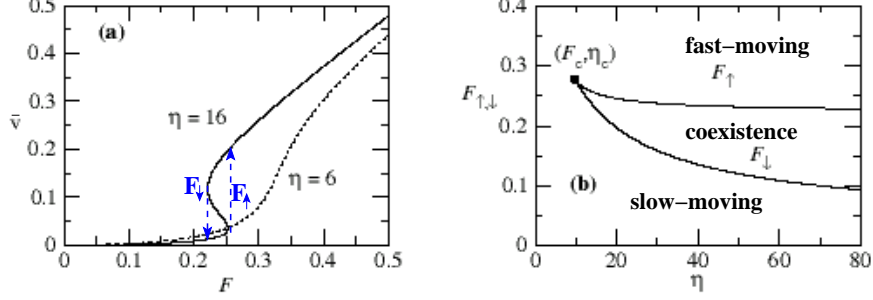 0.5
(a)
0.4
0.3
v̄
η = 16
0.2
F↓
F↑
η = 6
0.1
0
0
0.1
0.2
0.3
0.4
0.5
F
0.4
fast−moving
(Fc,ηc)
0.3
F↑
F↑,↓
0.2
coexistence
F↓
0.1
(b)
slow−moving
0
0
20
40
60
80
η